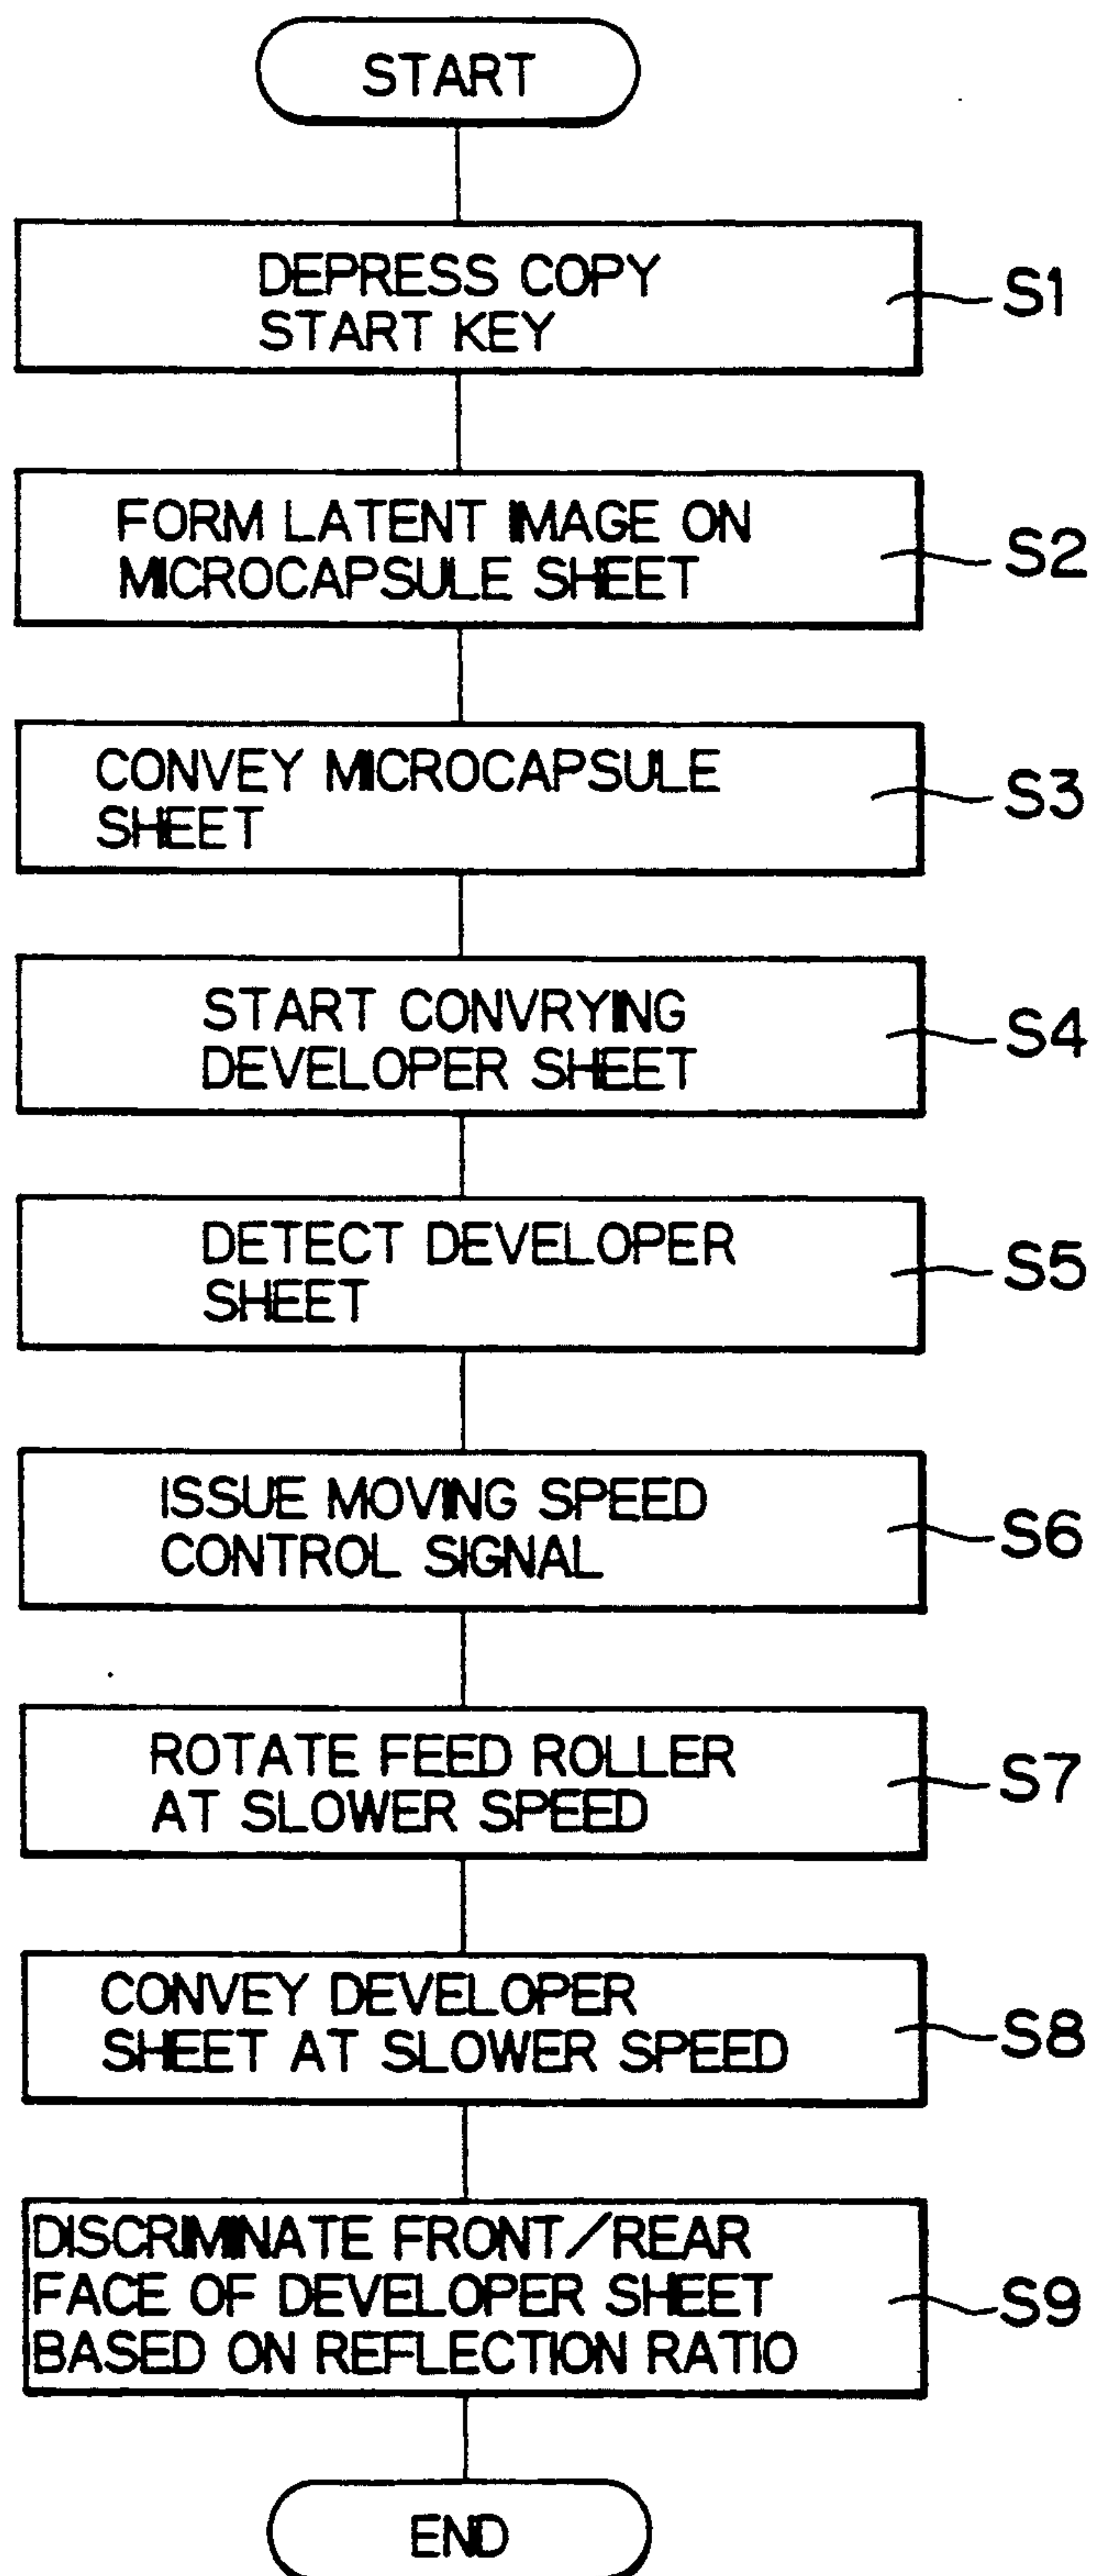 START
DEPRESS COPY
START KEY
S1
FORM LATENT IMAGE ON
MICROCAPSULE SHEET
S2
CONVEY MICROCAPSULE
SHEET
S3
START CONVRYING
DEVELOPER SHEET
S4
DETECT DEVELOPER
SHEET
S5
ISSUE MOVING SPEED
CONTROL SIGNAL
S6
ROTATE FEED ROLLER
AT SLOWER SPEED
S7
CONVEY DEVELOPER
SHEET AT SLOWER SPEED
S8
DISCRIMINATE FRONT/REAR
FACE OF DEVELOPER SHEET
BASED ON REFLECTION RATIO
S9
END